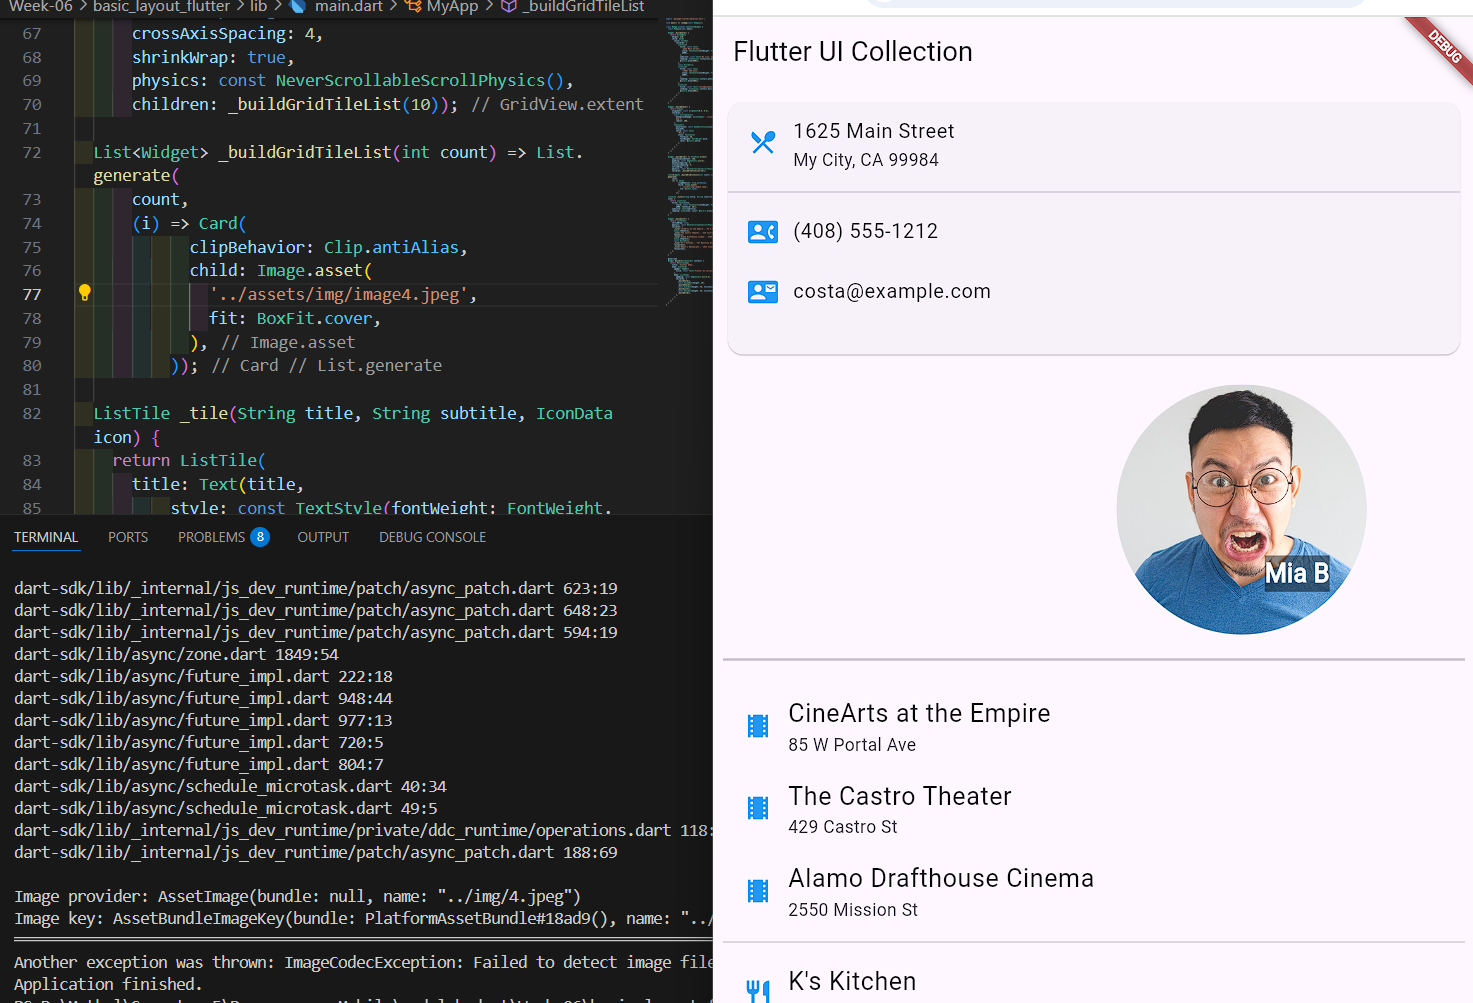 Week-06 > basic_layout_flutter > lib > main.dart > MyApp > _buildGridTileList
67 crossAxisSpacing: 4,
68 shrinkWrap: true,
69 physics: const NeverScrollableScrollPhysics(),
70 children: _buildGridTileList(10)); // GridView.extent
71
72 List<Widget> _buildGridTileList(int count) => List.
generate(
73 count,
74 (i) => Card(
75 clipBehavior: Clip.antiAlias,
76 child: Image.asset(
77 '../assets/img/image4.jpeg',
78 fit: BoxFit.cover,
79 ), // Image.asset
80 )); // Card // List.generate
81
82 ListTile _tile(String title, String subtitle, IconData
icon) {
83 return ListTile(
84 title: Text(title,
85 style: const TextStyle(fontWeight: FontWeight.
TERMINAL PORTS PROBLEMS 8 OUTPUT DEBUG CONSOLE
dart-sdk/lib/_internal/js_dev_runtime/patch/async_patch.dart 623:19
dart-sdk/lib/_internal/js_dev_runtime/patch/async_patch.dart 648:23
dart-sdk/lib/_internal/js_dev_runtime/patch/async_patch.dart 594:19
dart-sdk/lib/async/zone.dart 1849:54
dart-sdk/lib/async/future_impl.dart 222:18
dart-sdk/lib/async/future_impl.dart 948:44
dart-sdk/lib/async/future_impl.dart 977:13
dart-sdk/lib/async/future_impl.dart 720:5
dart-sdk/lib/async/future_impl.dart 804:7
dart-sdk/lib/async/schedule_microtask.dart 40:34
dart-sdk/lib/async/schedule_microtask.dart 49:5
dart-sdk/lib/_internal/js_dev_runtime/private/ddc_runtime/operations.dart 118:
dart-sdk/lib/_internal/js_dev_runtime/patch/async_patch.dart 188:69
Image provider: AssetImage(bundle: null, name: "../img/4.jpeg")
Image key: AssetBundleImageKey(bundle: PlatformAssetBundle#18ad9(), name: "../
Another exception was thrown: ImageCodecException: Failed to detect image file
Application finished.
Flutter UI Collection
DEBUG
1625 Main Street
My City, CA 99984
(408) 555-1212
costa@example.com
Mia B
CineArts at the Empire
85 W Portal Ave
The Castro Theater
429 Castro St
Alamo Drafthouse Cinema
2550 Mission St
K's Kitchen